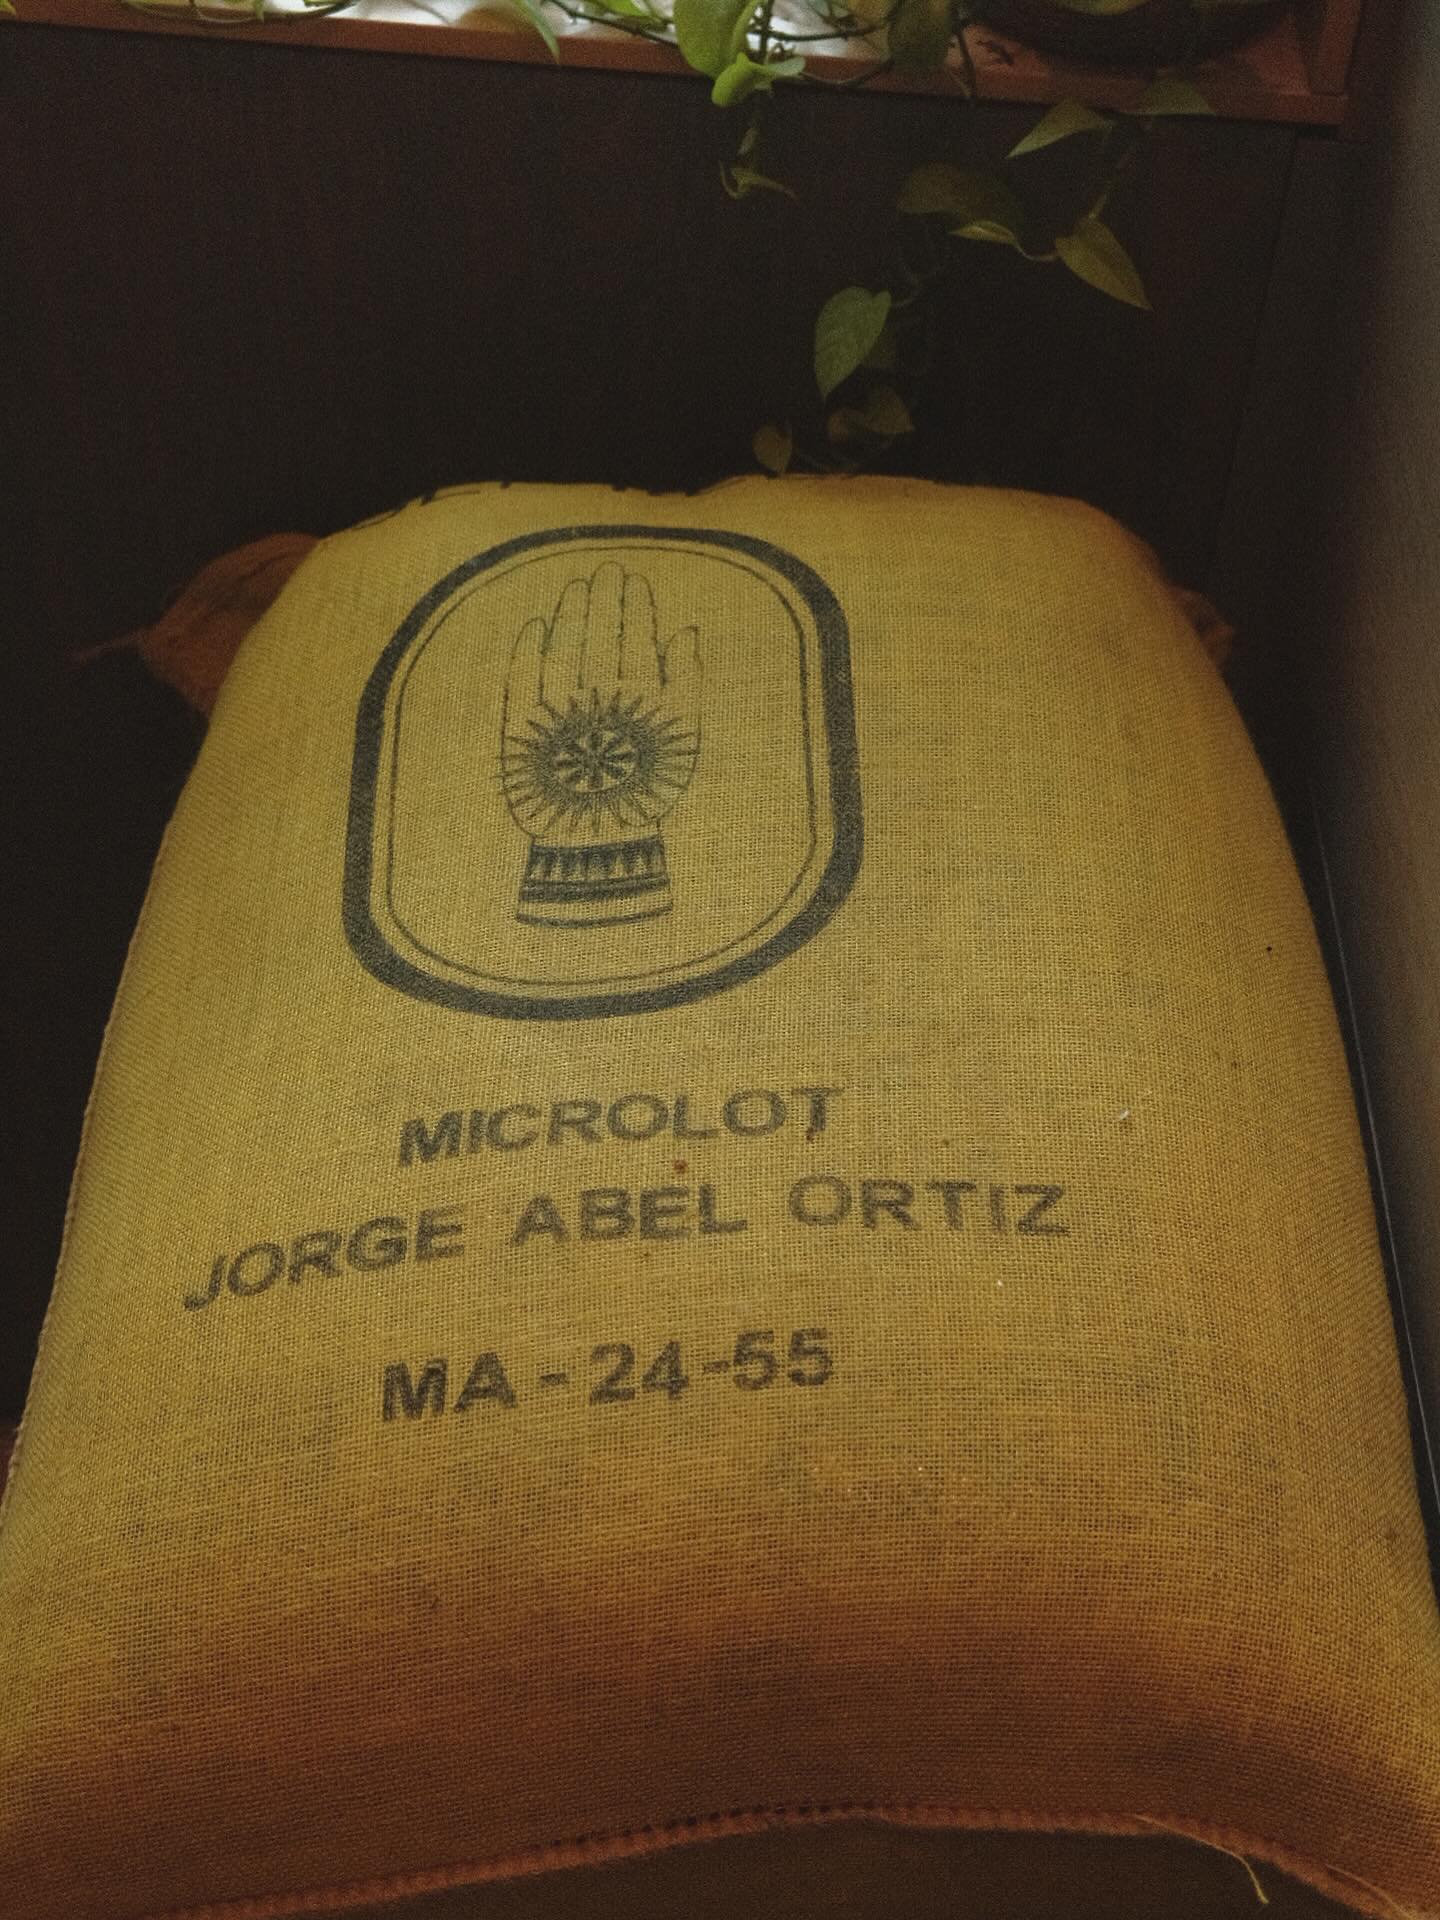 MICROLOT
JORGE ABEL ORTIZ
MA - 24-55